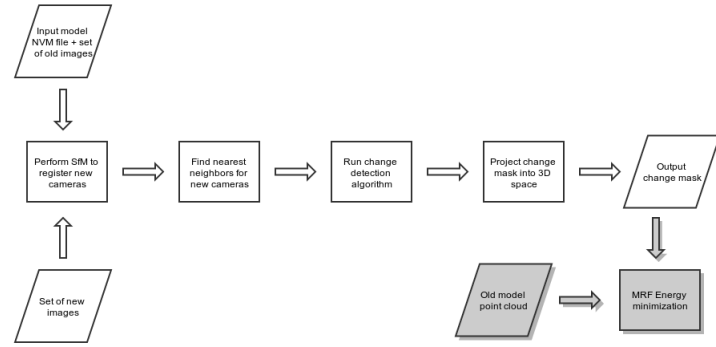 Input model
NVM file + set
of old images
Perform SfM to
register new
cameras
Find nearest
neighbors for
new cameras
Run change
detection
algorithm
Project change
mask into 3D
space
Output
change mask
Set of new
images
Old model
point cloud
MRF Energy
minimization